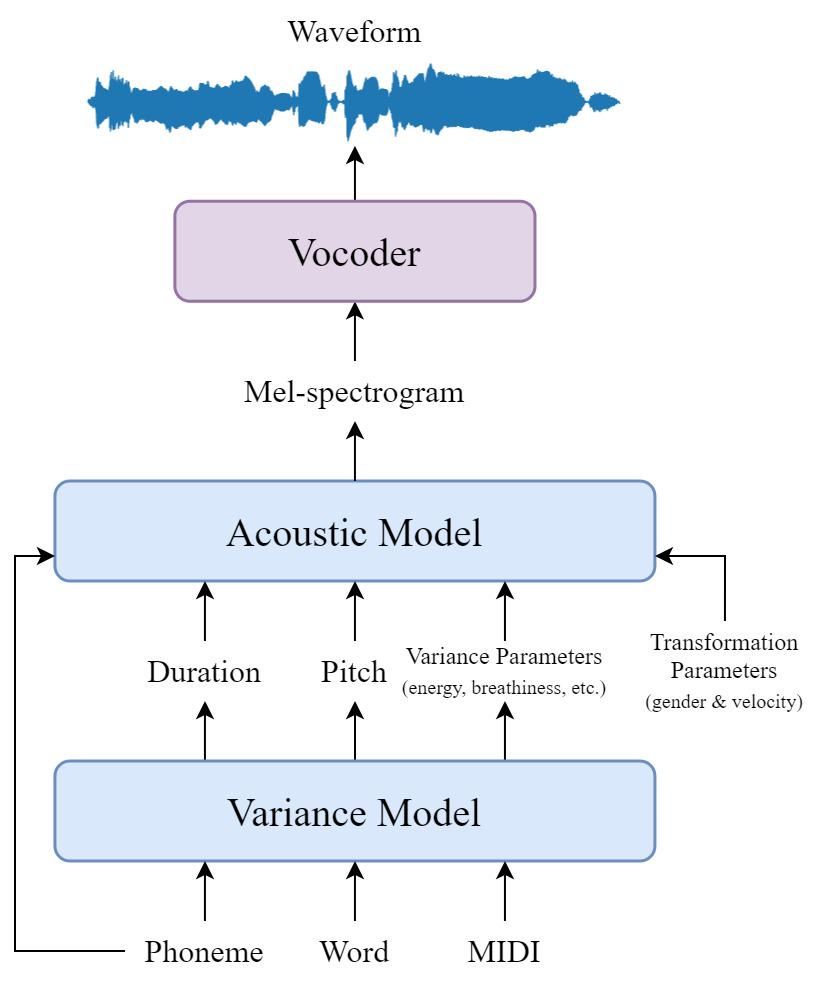 Waveform
Vocoder
Mel-spectrogram
Acoustic Model
Duration
Pitch
Variance Parameters
(energy, breathiness, etc.)
Transformation
Parameters
(gender & velocity)
Variance Model
Phoneme
Word
MIDI